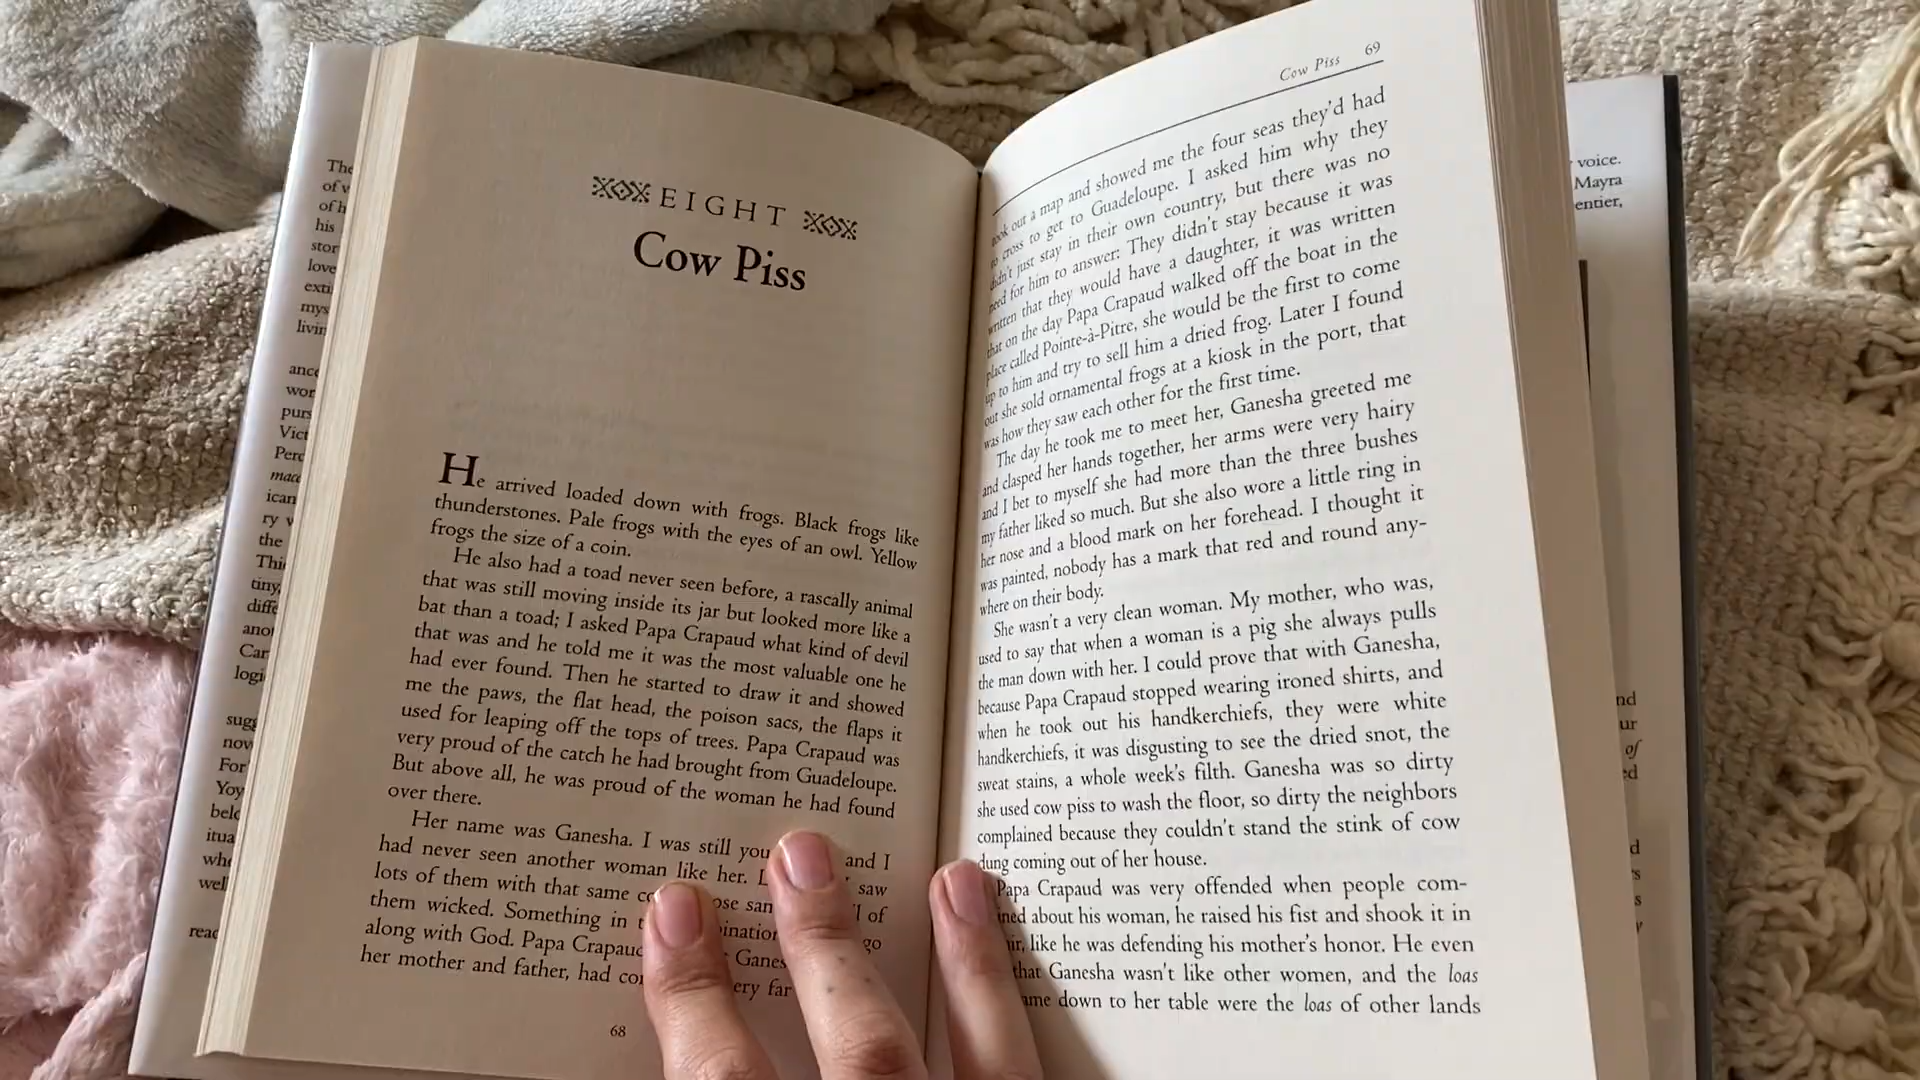 EIGHT
Cow Piss
He arrived loaded down with frogs. Black frogs like
thunderstones. Pale frogs with the eyes of an owl. Yellow
frogs the size of a coin.
He also had a toad never seen before, a rascally animal
that was still moving inside its jar but looked more like a
bat than a toad; I asked Papa Crapaud what kind of devil
that was and he told me it was the most valuable one he
had ever found. Then he started to draw it and showed
me the paws, the flat head, the poison sacs, the flaps it
used for leaping off the tops of trees. Papa Crapaud was
very proud of the catch he had brought from Guadeloupe.
But above all, he was proud of the woman he had found
over there.
Her name was Ganesha. I was still you and I
had never seen another woman like her. L saw
lots of them with that same of
them wicked. Something in go
along with God. Papa Crapaud Ganes
her mother and father, had ery far
68
Cow Piss 69
took out a map and showed me the four seas they'd had
to cross to get to Guadeloupe. I asked him why they
didn't just stay in their own country, but there was no
need for him to answer: They didn't stay because it was
written that they would have a daughter, it was written
that on the day Papa Crapaud walked off the boat in the
place called Pointe-à-Pitre, she would be the first to come
up to him and try to sell him a dried frog. Later I found
out she sold ornamental frogs at a kiosk in the port, that
was how they saw each other for the first time.
The day he took me to meet her, Ganesha greeted me
and clasped her hands together, her arms were very hairy
and I bet to myself she had more than the three bushes
my father liked so much. But she also wore a little ring in
her nose and a blood mark on her forehead. I thought it
was painted, nobody has a mark that red and round any-
where on their body.
She wasn't a very clean woman. My mother, who was,
used to say that when a woman is a pig she always pulls
the man down with her. I could prove that with Ganesha,
because Papa Crapaud stopped wearing ironed shirts, and
when he took out his handkerchiefs, they were white
handkerchiefs, it was disgusting to see the dried snot, the
sweat stains, a whole week's filth. Ganesha was so dirty
she used cow piss to wash the floor, so dirty the neighbors
complained because they couldn't stand the stink of cow
dung coming out of her house.
Papa Crapaud was very offended when people com-
ined about his woman, he raised his fist and shook it in
air, like he was defending his mother's honor. He even
that Ganesha wasn't like other women, and the loas
ame down to her table were the loas of other lands
voice.
Mayra
entier,